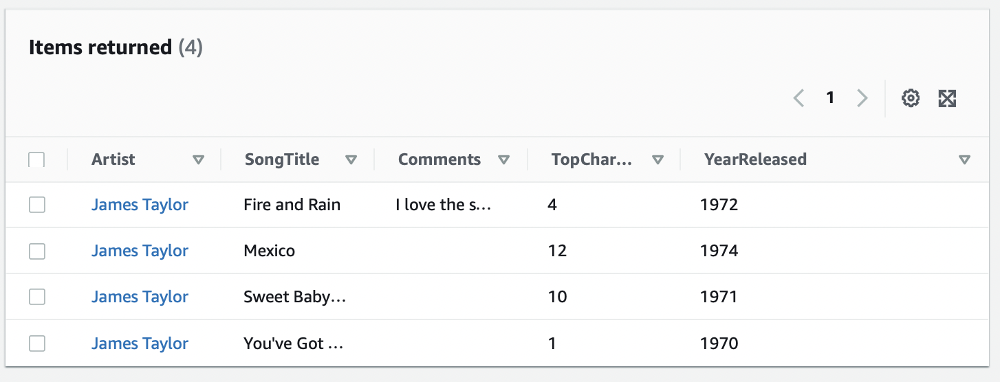 Items returned (4)
1
Artist SongTitle Comments TopChar... YearReleased
James Taylor Fire and Rain I love the s... 4 1972
James Taylor Mexico 12 1974
James Taylor Sweet Baby... 10 1971
James Taylor You've Got ... 1 1970